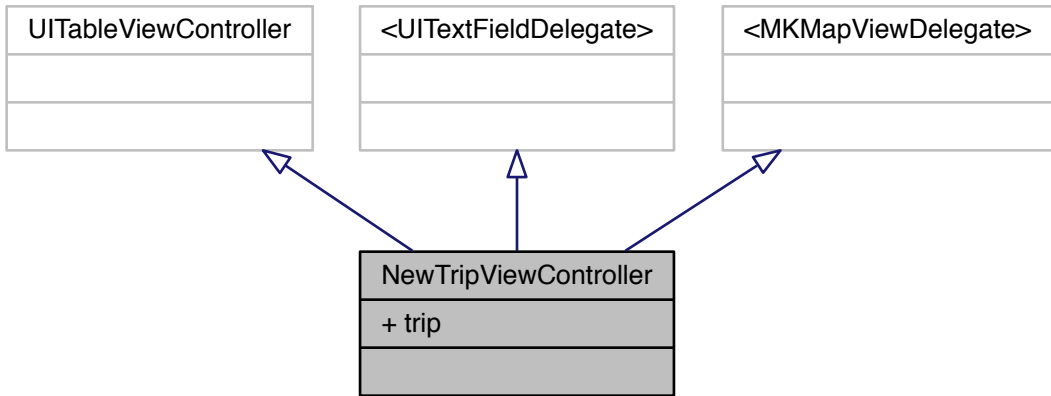 UITableViewController
<UITextFieldDelegate>
<MKMapViewDelegate>
NewTripViewController
+ trip